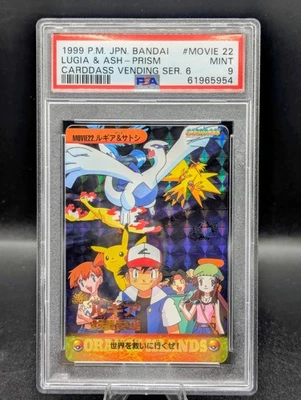 1999 P.M. JPN. BANDAI #MOVIE 22
LUGIA & ASH - PRISM MINT
CARDDASS VENDING SER. 6 9
PSA 61965954
MOVIE22.ルギア&サトシ
世界を救いに行くぜ!